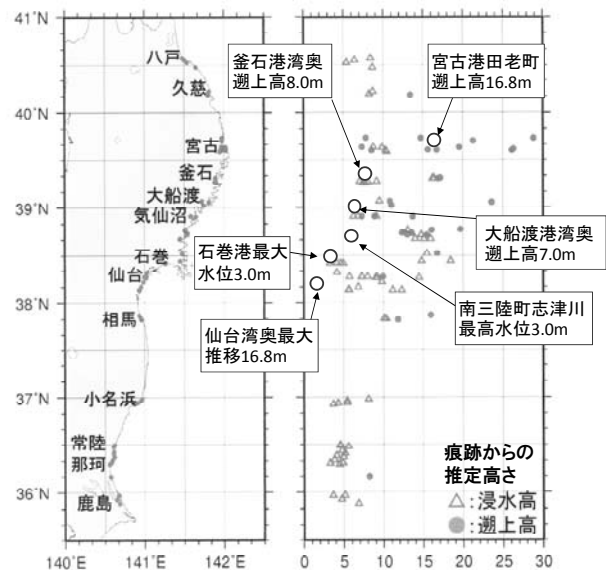 釜石港湾奥
遡上高8.0m
宮古港田老町
遡上高16.8m
大船渡港湾奥
遡上高7.0m
石巻港最大
水位3.0m
南三陸町志津川
最高水位3.0m
仙台湾奥最大
推移16.8m
41°N
40°N
39°N
38°N
37°N
36°N
八戸
久慈
宮古
釜石
大船渡
気仙沼
石巻
仙台
相馬
小名浜
常陸
那珂
鹿島
痕跡からの
推定高さ
△:浸水高
●:遡上高
140°E 141°E 142°E
0 5 10 15 20 25 30